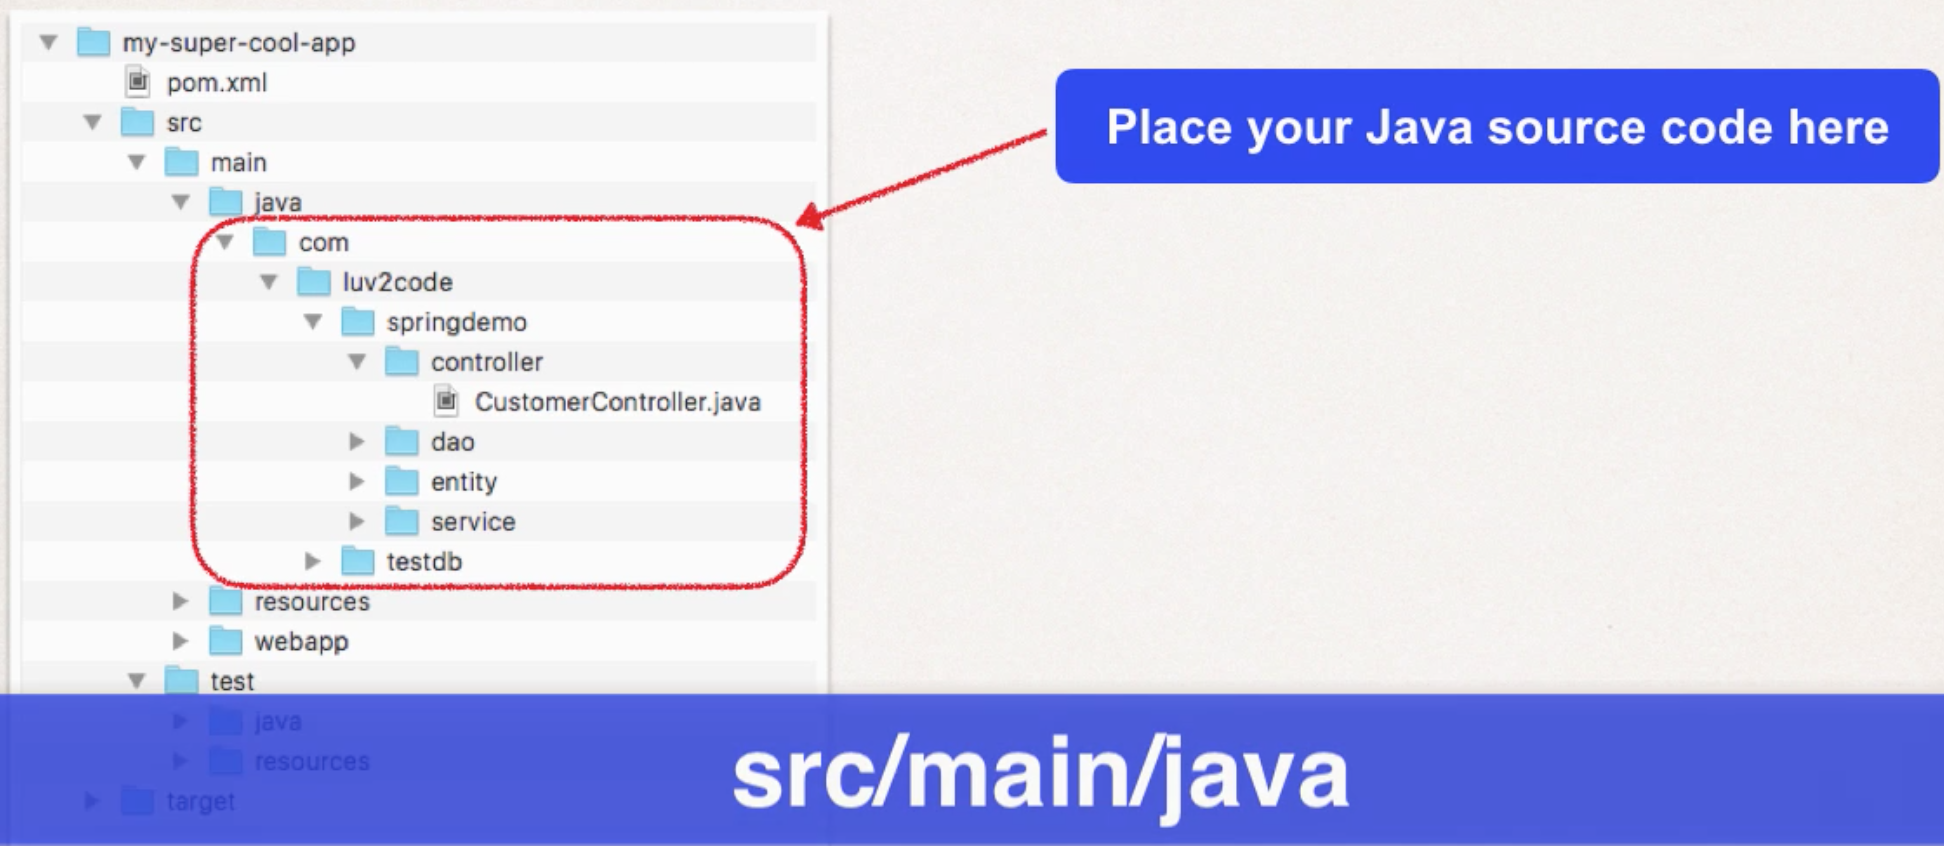 my-super-cool-app
pom.xml
src
main
java
com
luv2code
springdemo
controller
CustomerController.java
dao
entity
service
testdb
resources
webapp
test
java
resources
target
Place your Java source code here
src/main/java